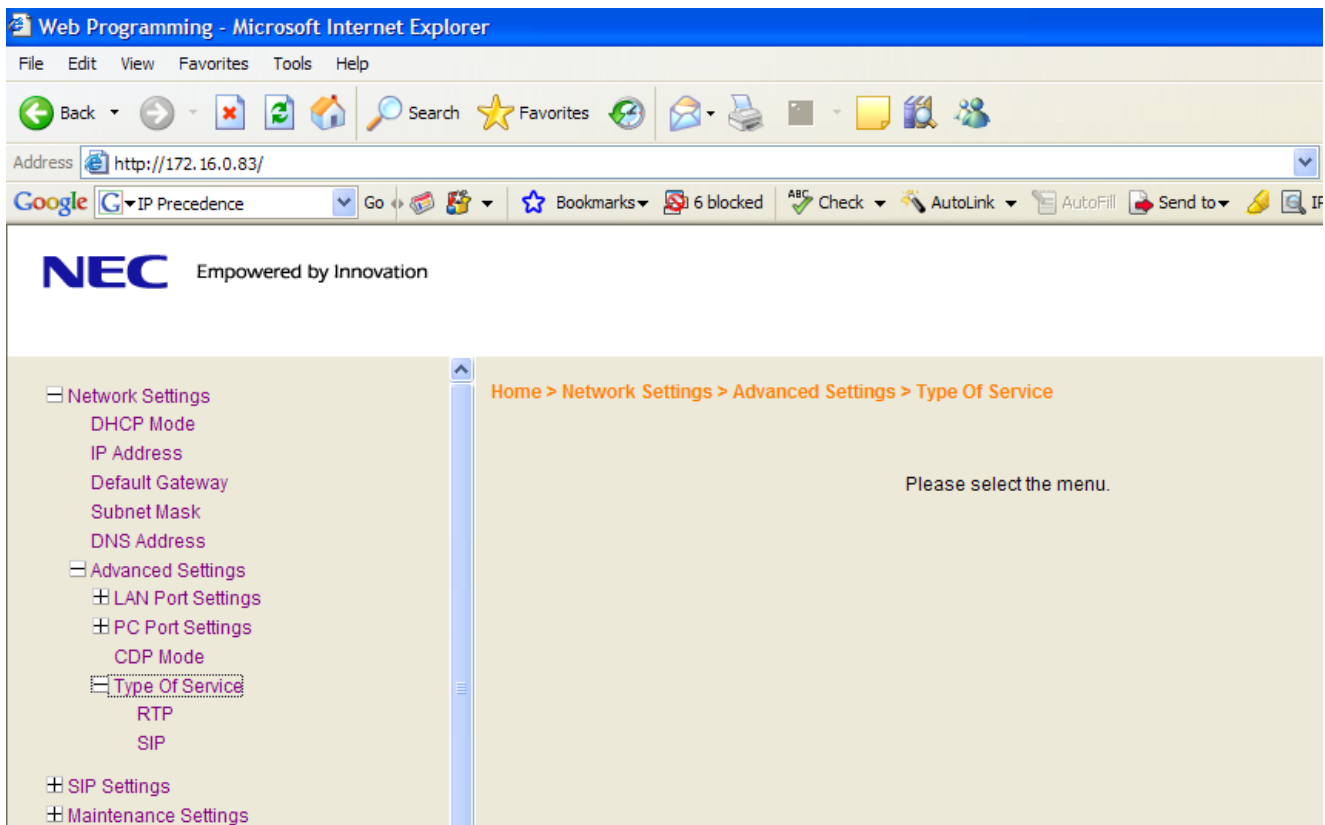 Web Programming - Microsoft Internet Explorer
File Edit View Favorites Tools Help
Back Search Favorites
Address http://172.16.0.83/
Google G IP Precedence Go Bookmarks 6 blocked ABC Check AutoLink AutoFill Send to
NEC Empowered by Innovation
Home > Network Settings > Advanced Settings > Type Of Service
Please select the menu.
Network Settings
DHCP Mode
IP Address
Default Gateway
Subnet Mask
DNS Address
Advanced Settings
LAN Port Settings
PC Port Settings
CDP Mode
Type Of Service
RTP
SIP
SIP Settings
Maintenance Settings